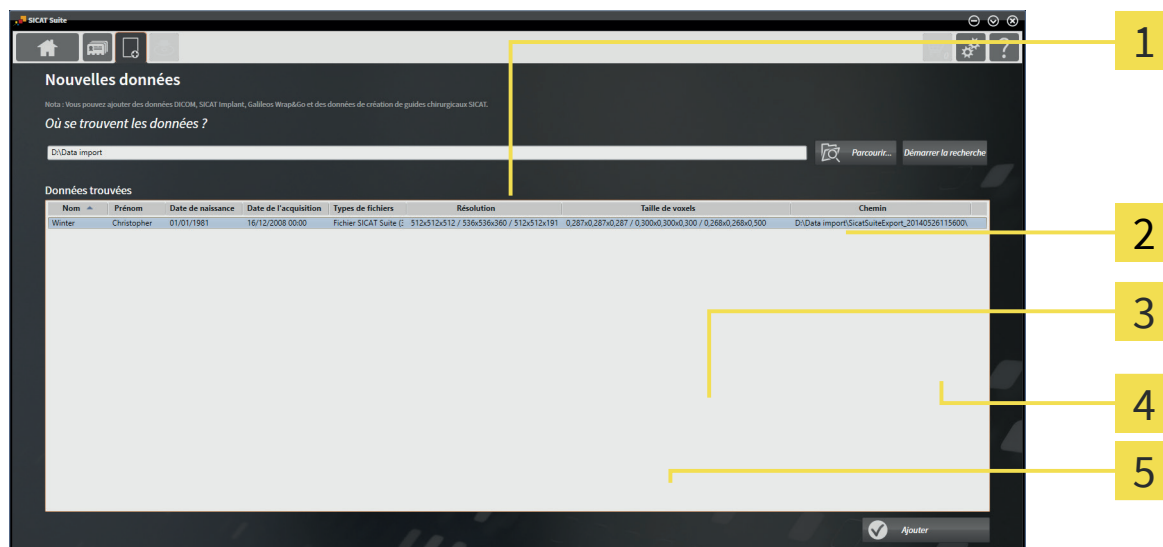 SICAT Suite
1
Nouvelles données
Nota : Vous pouvez ajouter des données DICOM, SICAT Implant, Galileos Wrap&Go et des données de création de guides chirurgicaux SICAT.
Où se trouvent les données ?
D:\Data import
Parcourir...
Démarrer la recherche
Données trouvées
Nom Prénom Date de naissance Date de l'acquisition Types de fichiers Résolution Taille de voxels Chemin
Winter Christopher 01/01/1981 16/12/2008 00:00 Fichier SICAT Suite 512x512x512 / 536x536x360 / 512x512x191 0,287x0,287x0,287 / 0,300x0,300x0,300 / 0,268x0,268x0,500 D:\Data import\SicatSuiteExport_20140526115600\
2
3
4
5
Ajouter